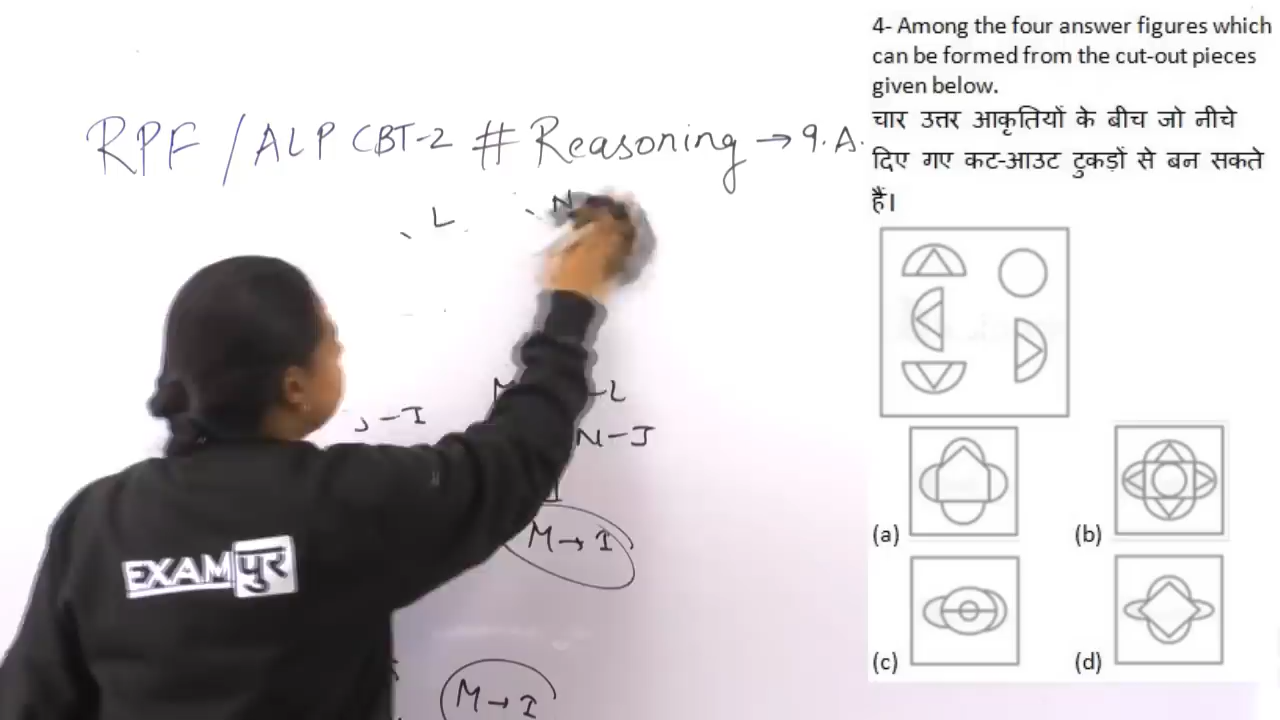 4- Among the four answer figures which
can be formed from the cut-out pieces
given below.
चार उत्तर आकृतियों के बीच जो नीचे
दिए गए कट-आउट टुकड़ों से बन सकते
हैं।
RPF / ALP CBT-2 # Reasoning → 9. A.
L N
- I
- L
N - J
M → I
EXAMपुर
M → I
(a) (b)
(c) (d)